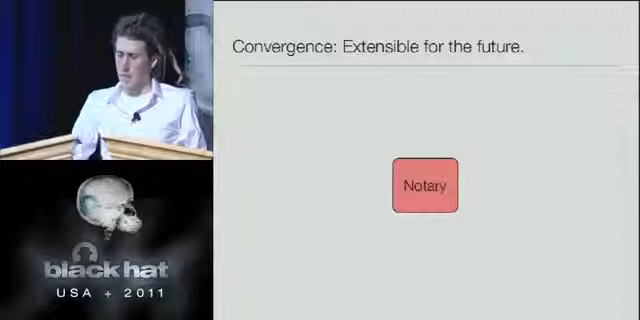 Convergence: Extensible for the future.
Notary
black hat
USA + 2011